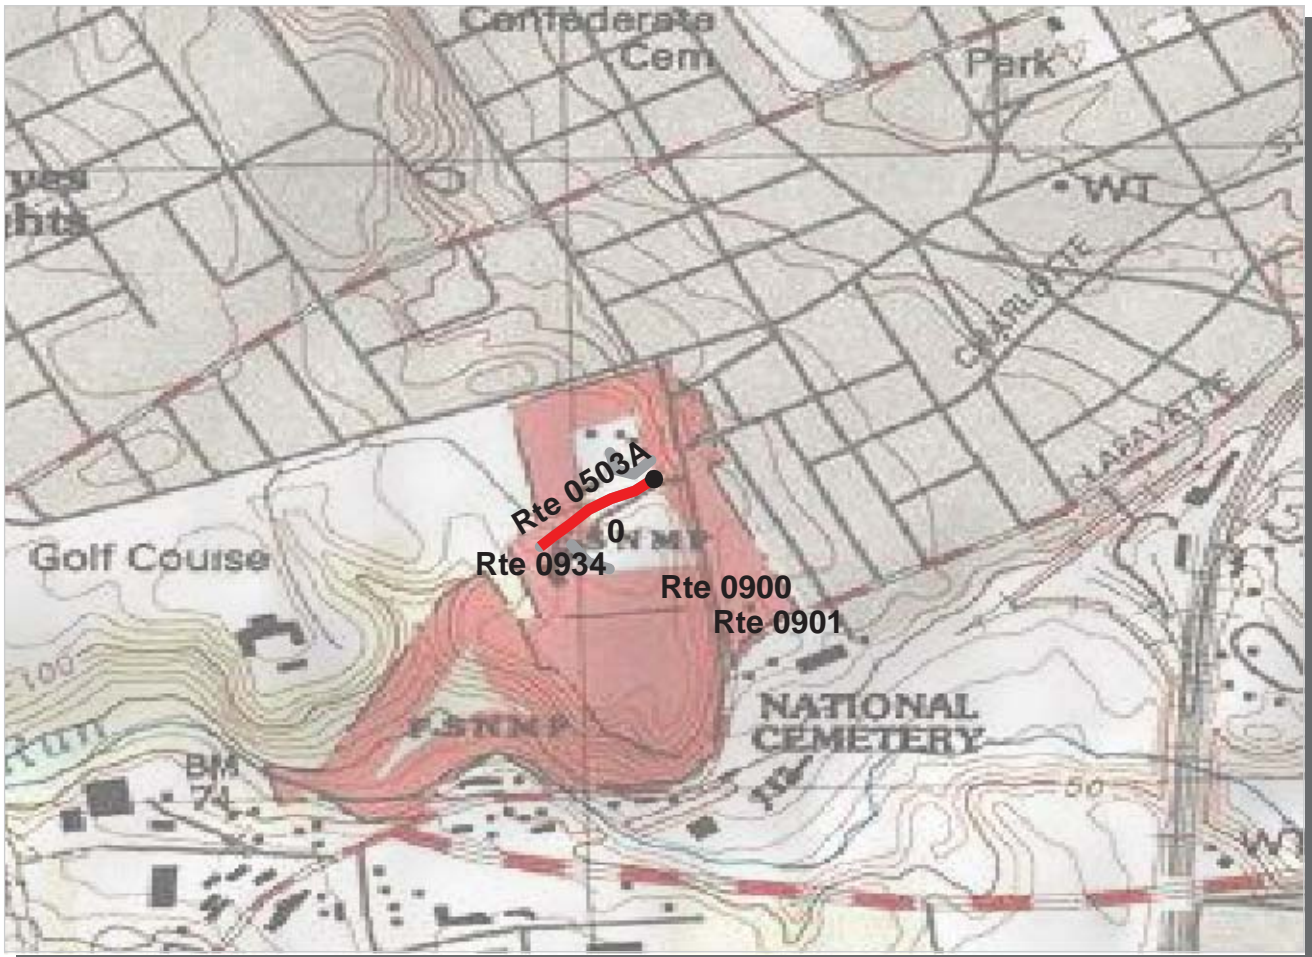 Confederate
Cem
Park
WT
CHARLOTTE
LAFAYETTE
Rte 0503A
0
Golf Course
Rte 0934
Rte 0900
Rte 0901
100
F.S.N.M.P.
NATIONAL
CEMETERY
BM
74
50